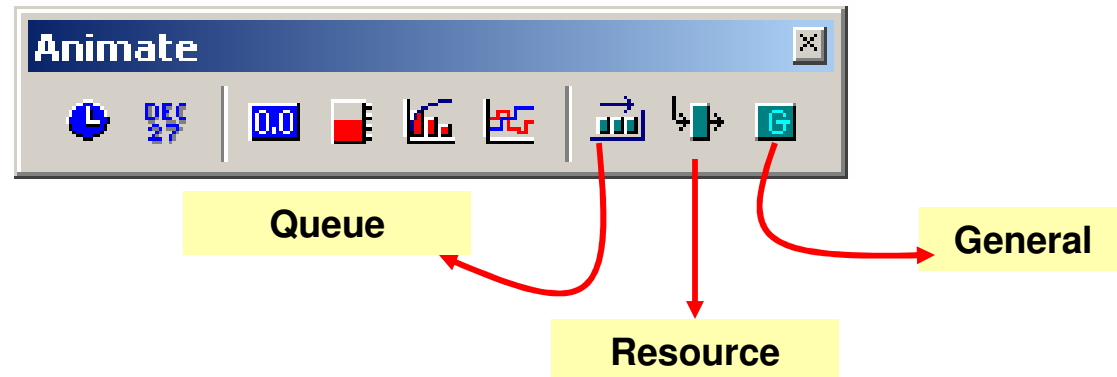 Animate
DEC
27
0.0
G
Queue
General
Resource